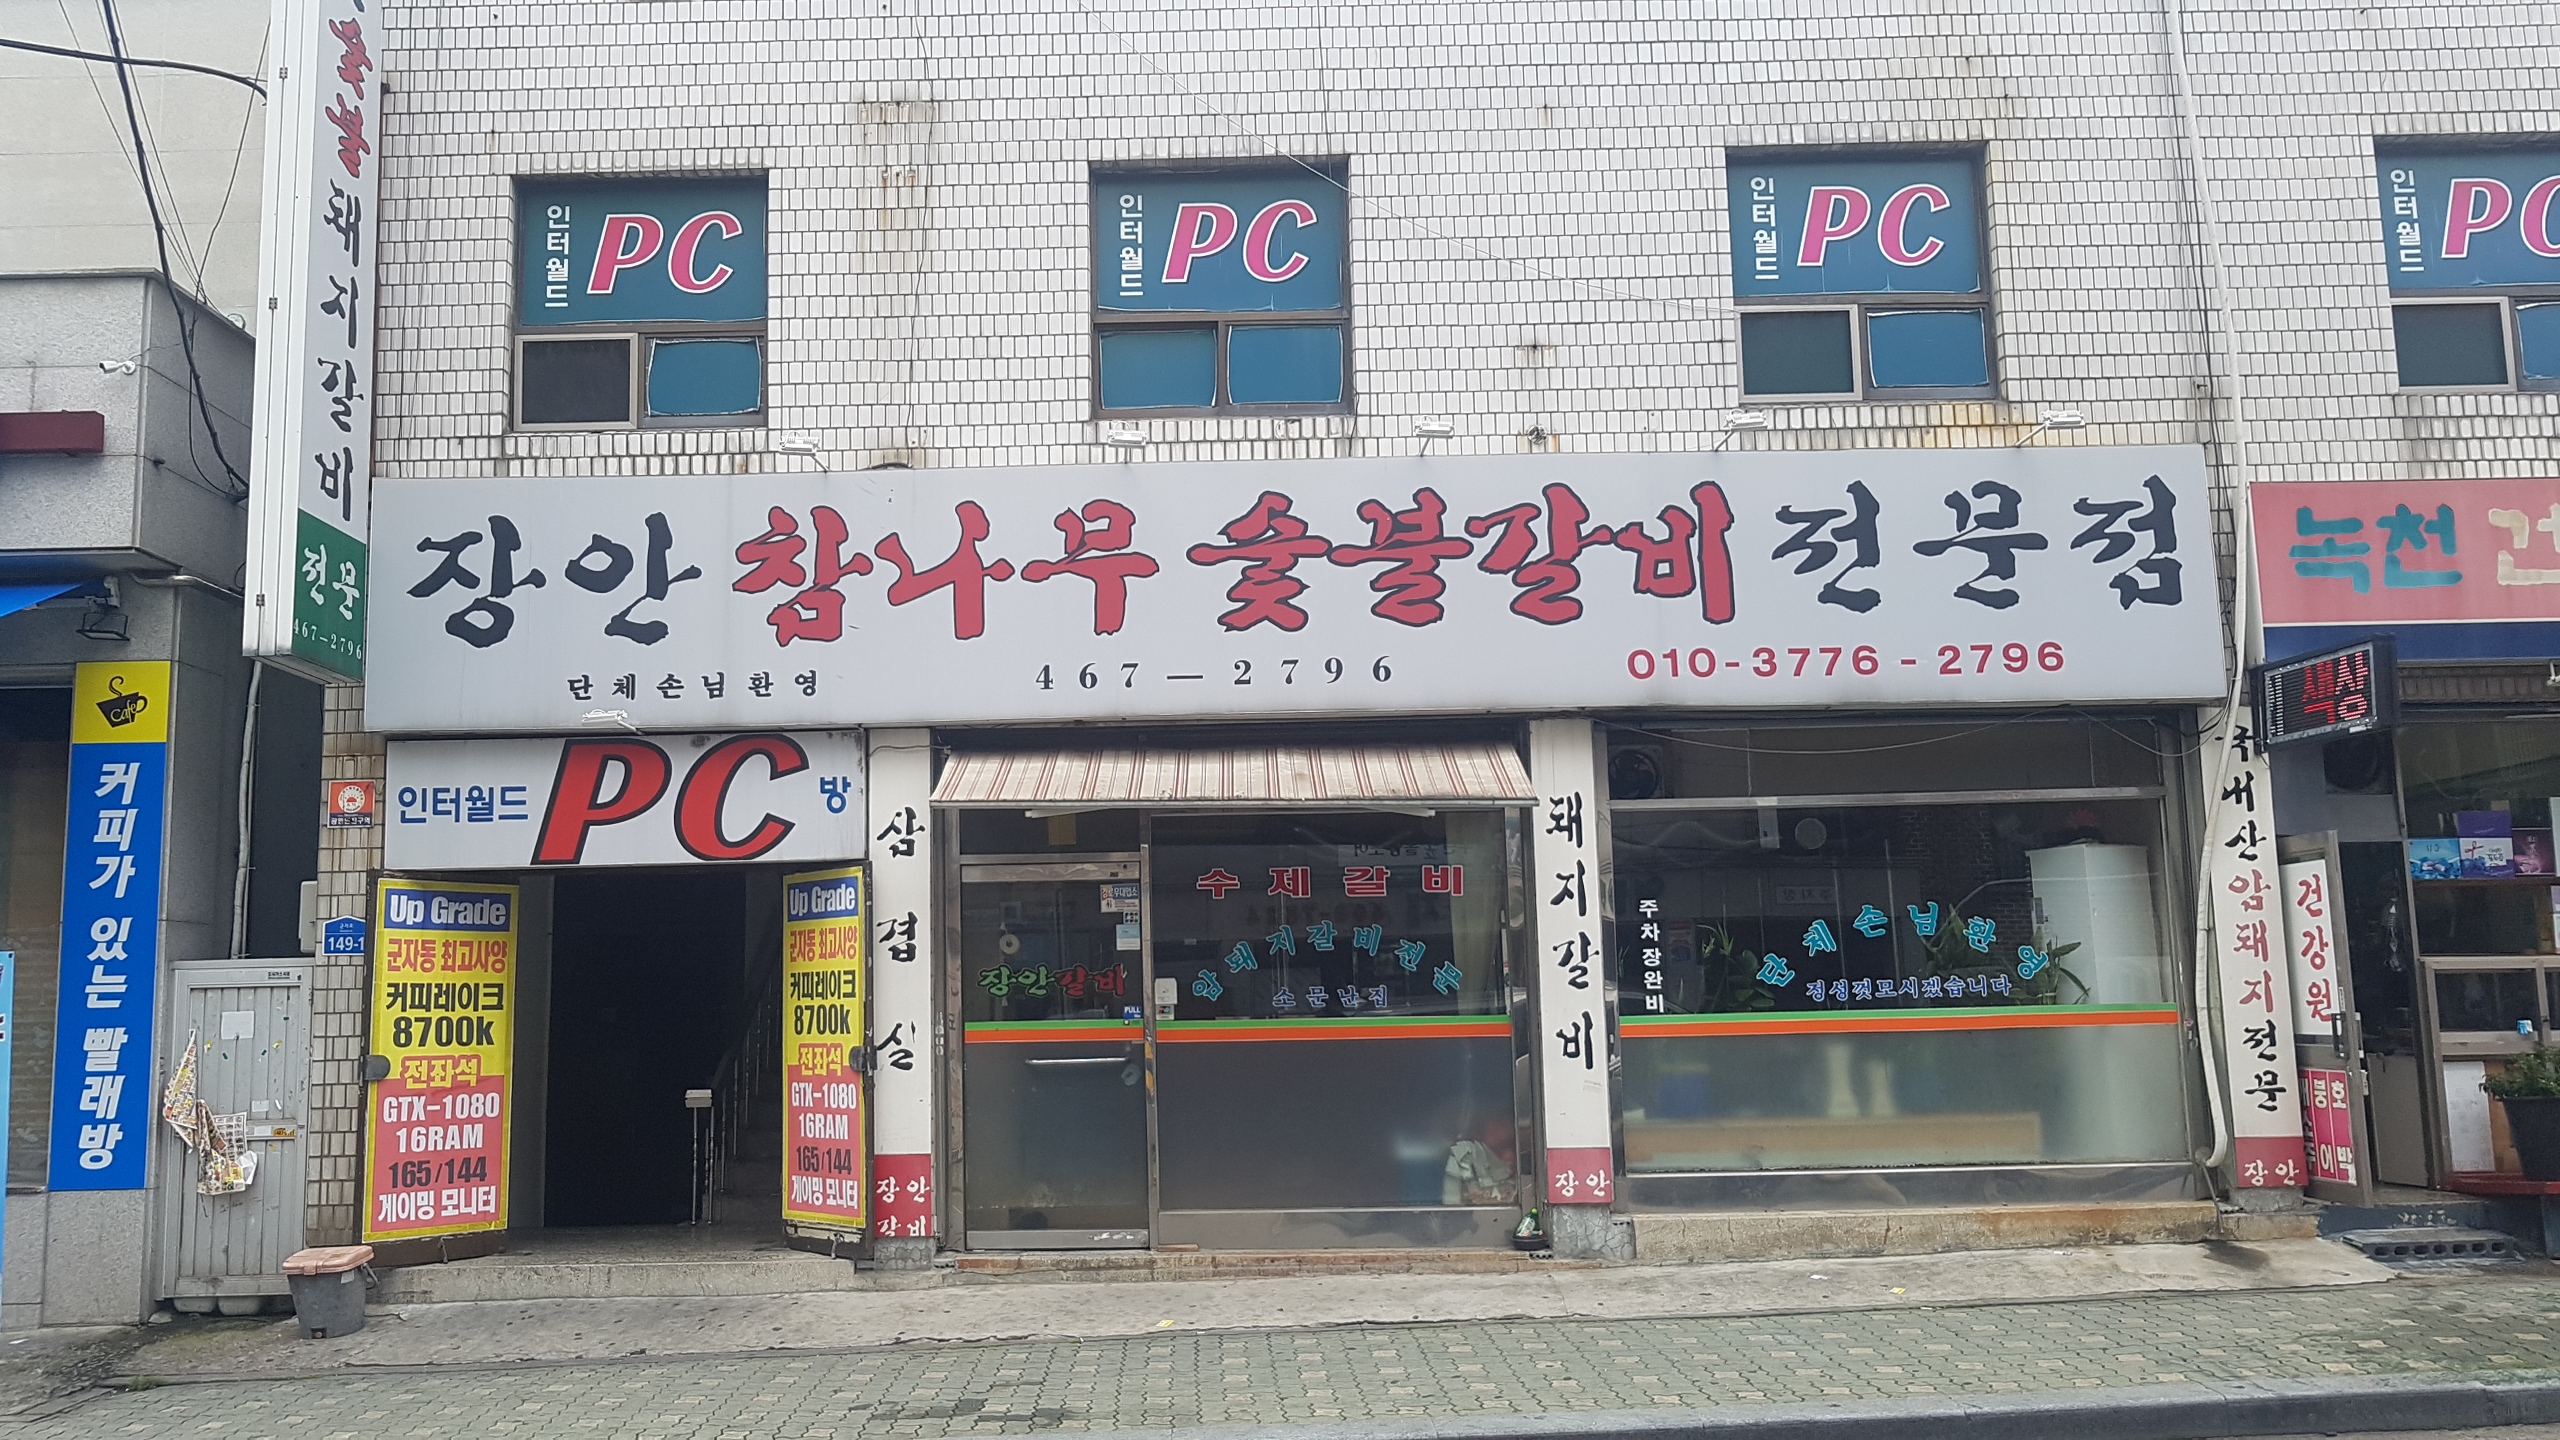 숯불
돼지갈비
전문
467-2796
인터월드
PC
인터월드
PC
인터월드
PC
인터월드
PC
장안 참나무 숯불갈비 전문점
단체손님환영
467-2796
010-3776-2796
녹천
cafe
커피가 있는 빨래방
인터월드 PC 방
149-1
Up Grade
군자동 최고사양
커피레이크
8700k
전좌석
GTX-1080
16RAM
165/144
게이밍 모니터
Up Grade
군자동 최고사양
커피레이크
8700k
전좌석
GTX-1080
16RAM
165/144
게이밍 모니터
삼겹실
장안
갈비
장안갈비
PULL
수제갈비
암돼지갈비전문
소문난집
돼지갈비
장안
주차장완비
단체손님환영
정성껏모시겠습니다
국내산암돼지전문
장안
건강원